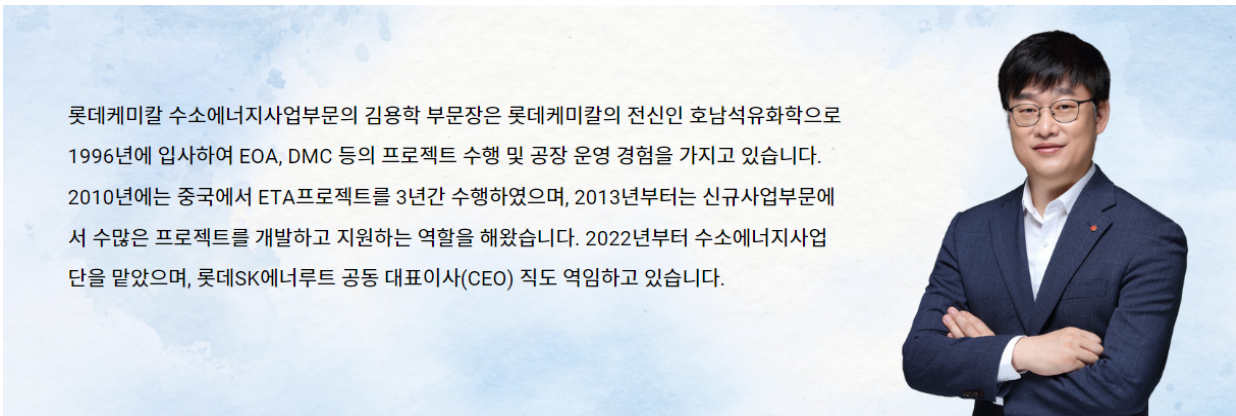 롯데케미칼 수소에너지사업부문의 김용학 부문장은 롯데케미칼의 전신인 호남석유화학으로
1996년에 입사하여 EOA, DMC 등의 프로젝트 수행 및 공장 운영 경험을 가지고 있습니다.
2010년에는 중국에서 ETA프로젝트를 3년간 수행하였으며, 2013년부터는 신규사업부문에
서 수많은 프로젝트를 개발하고 지원하는 역할을 해왔습니다. 2022년부터 수소에너지사업
단을 맡았으며, 롯데SK에너루트 공동 대표이사(CEO) 직도 역임하고 있습니다.